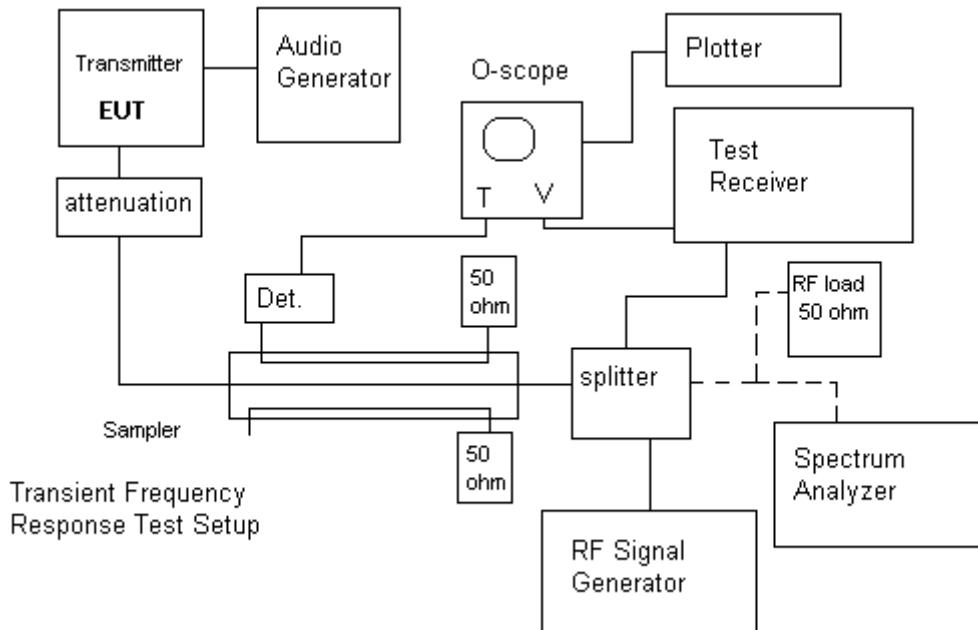 Transmitter
EUT
Audio
Generator
O-scope
Plotter
T V
Test
Receiver
attenuation
Det.
50
ohm
RF load
50 ohm
splitter
Sampler
50
ohm
Spectrum
Analyzer
Transient Frequency
Response Test Setup
RF Signal
Generator